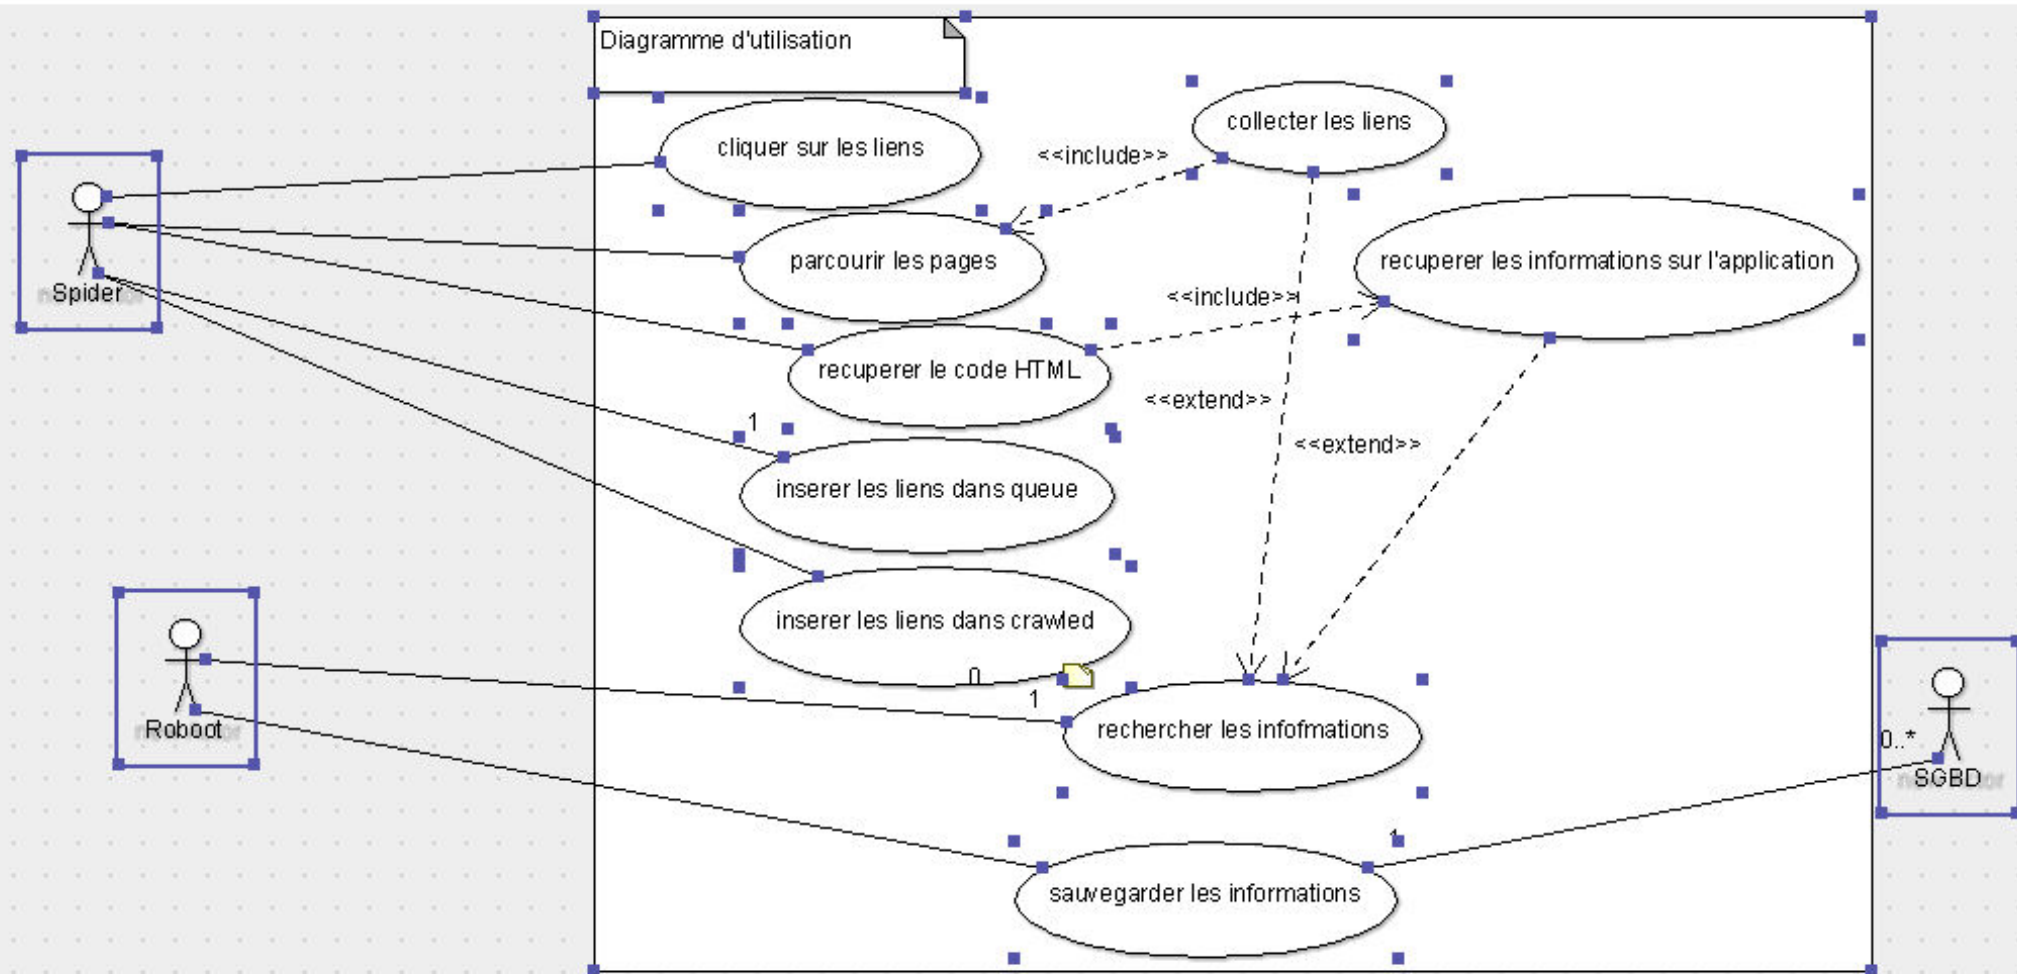 Diagramme d'utilisation
collecter les liens
cliquer sur les liens
<<include>>
parcourir les pages
recuperer les informations sur l'application
Spider
<<include>>
recuperer le code HTML
<<extend>>
1
<<extend>>
inserer les liens dans queue
inserer les liens dans crawled
0
1
Roboot
rechercher les infofmations
0..*
SGBD
1
sauvegarder les informations